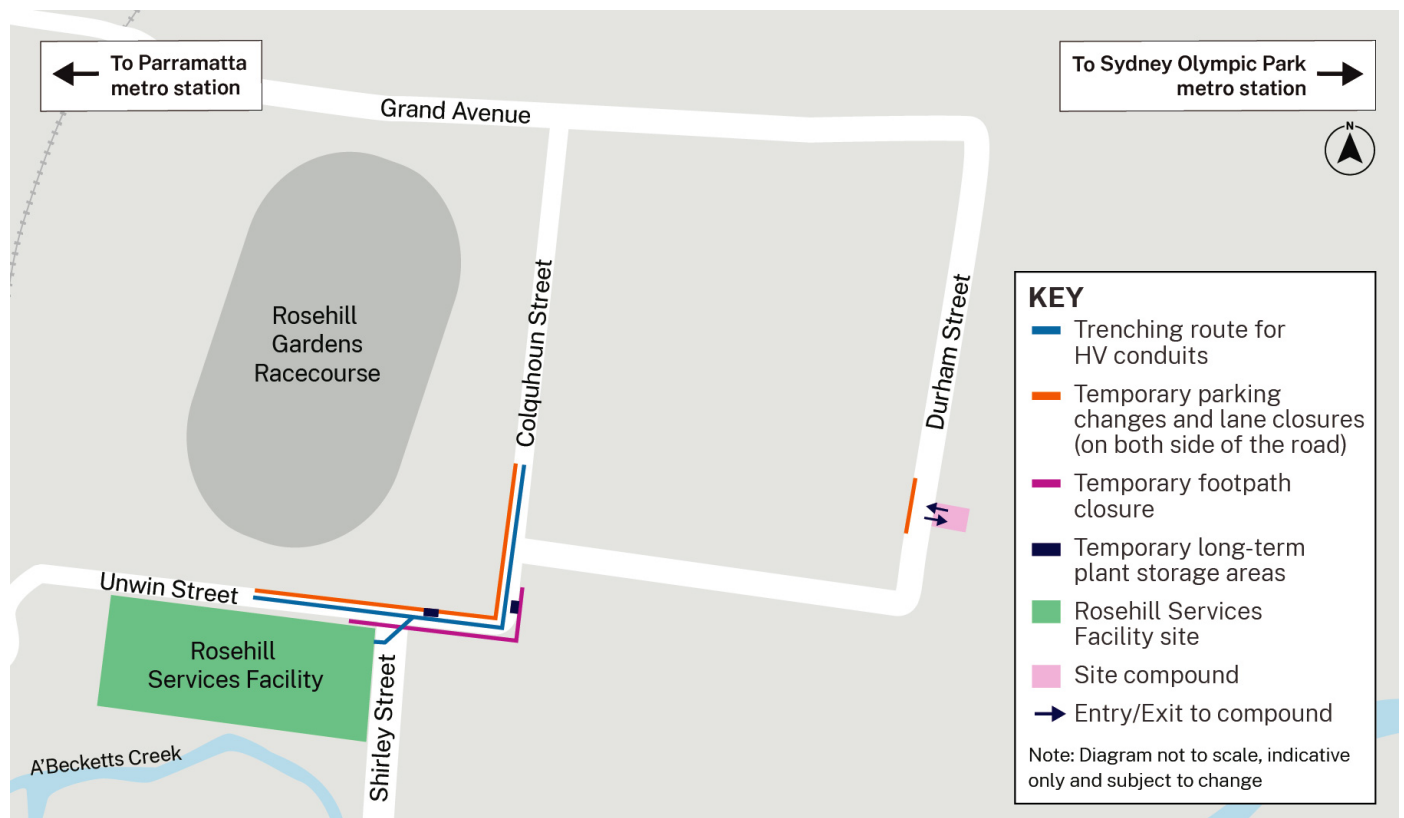 To Parramatta
metro station
To Sydney Olympic Park
metro station
N
Grand Avenue
Rosehill
Gardens
Racecourse
Colquhoun Street
Durham Street
Unwin Street
Rosehill
Services Facility
Shirley Street
A'Becketts Creek
KEY
Trenching route for
HV conduits
Temporary parking
changes and lane closures
(on both side of the road)
Temporary footpath
closure
Temporary long-term
plant storage areas
Rosehill Services
Facility site
Site compound
Entry/Exit to compound
Note: Diagram not to scale, indicative
only and subject to change